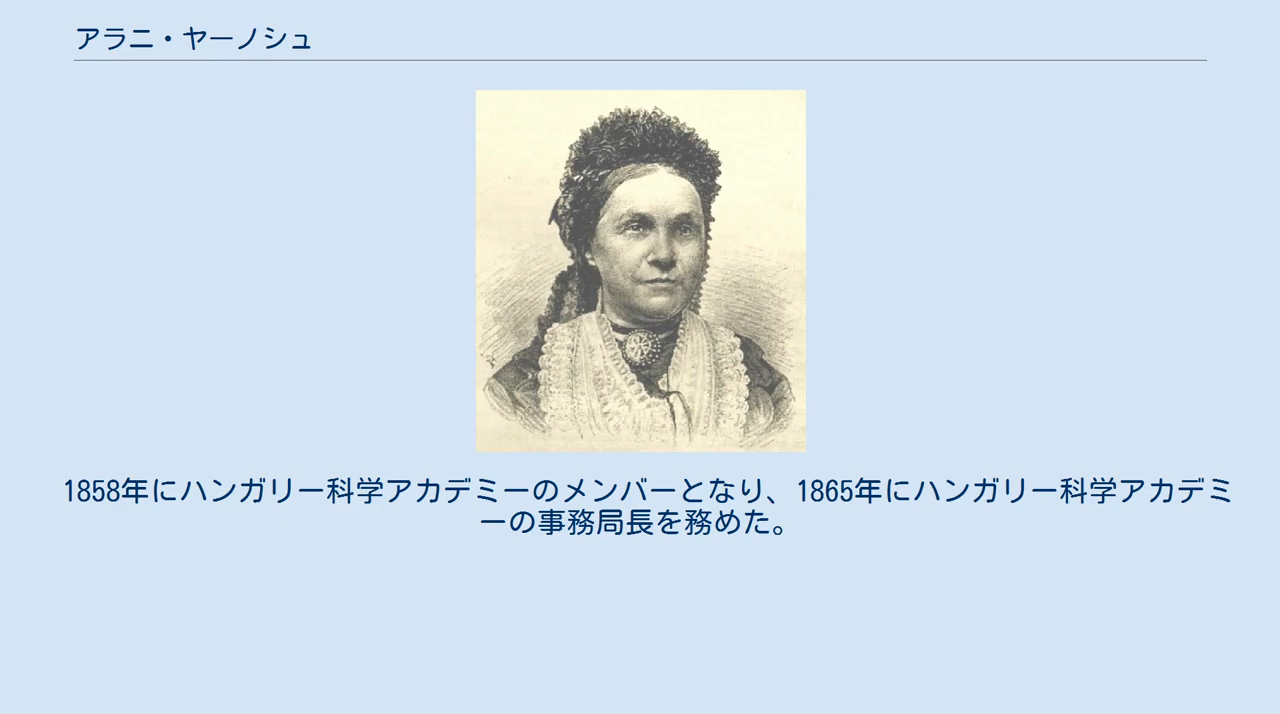 アラニ・ヤーノシュ
1858年にハンガリー科学アカデミーのメンバーとなり、1865年にハンガリー科学アカデミ
ーの事務局長を務めた。